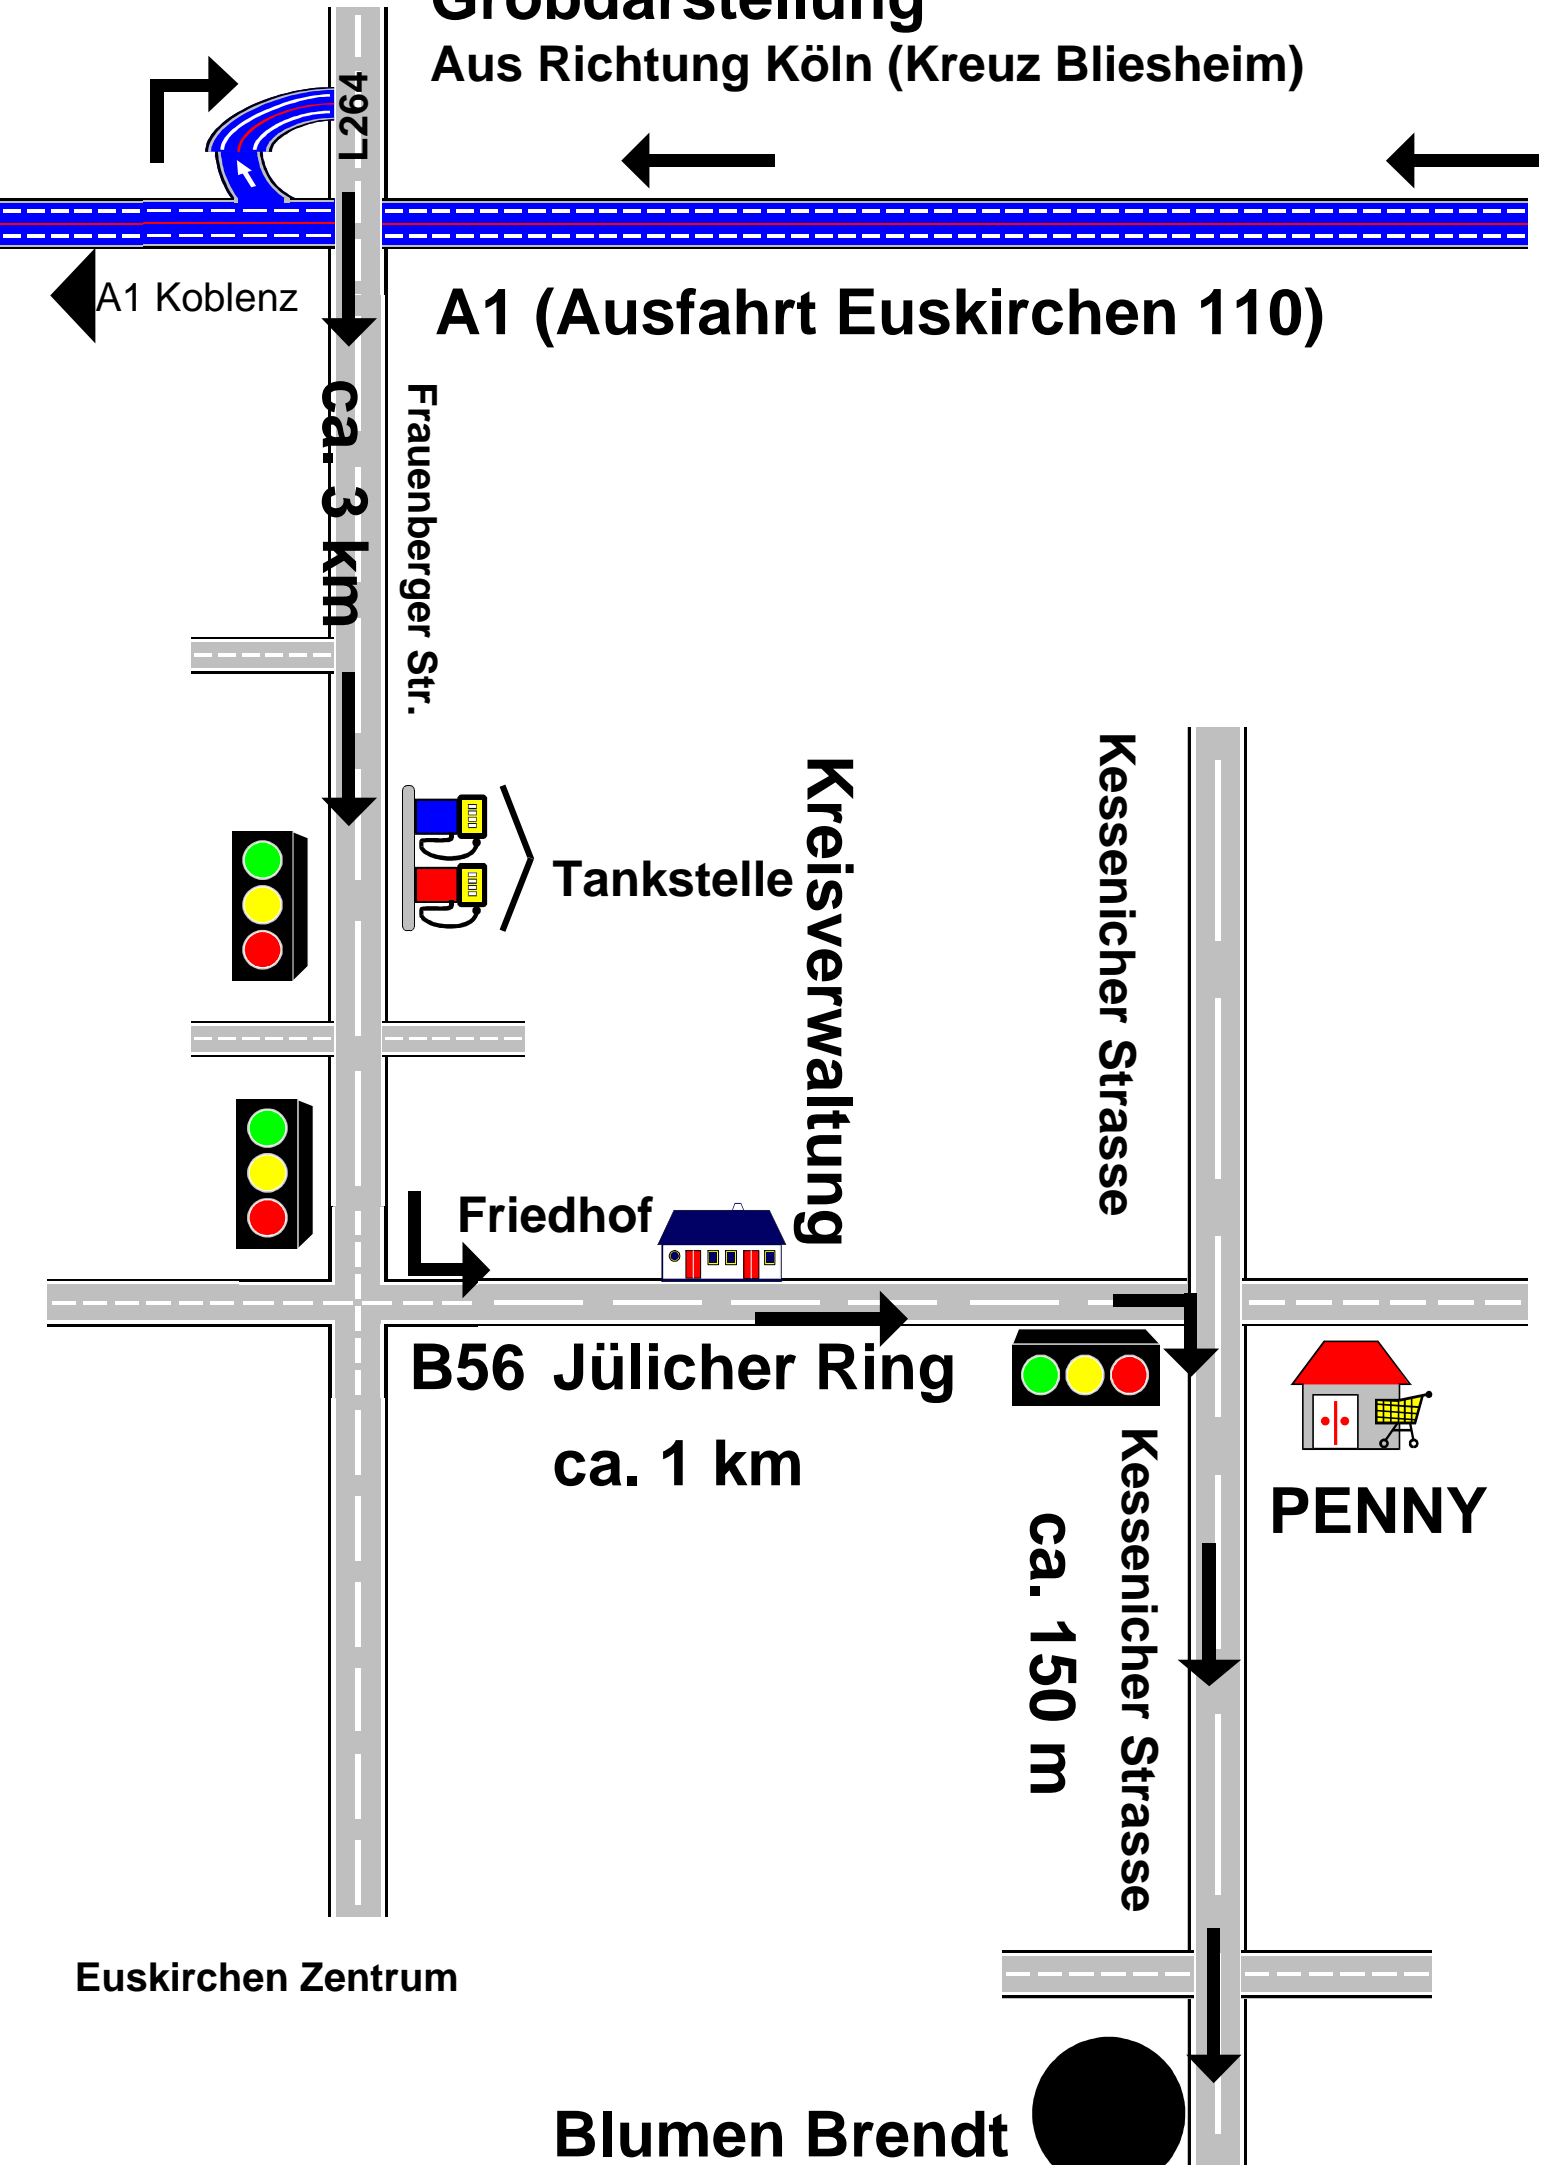 Grobdarstellung
Aus Richtung Köln (Kreuz Bliesheim)
L264
A1 Koblenz
A1 (Ausfahrt Euskirchen 110)
ca. 3 km
Frauenberger Str.
Tankstelle
Kreisverwaltung
Kessenicher Strasse
Friedhof
B56 Jülicher Ring
ca. 1 km
PENNY
Kessenicher Strasse
ca. 150 m
Euskirchen Zentrum
Blumen Brendt